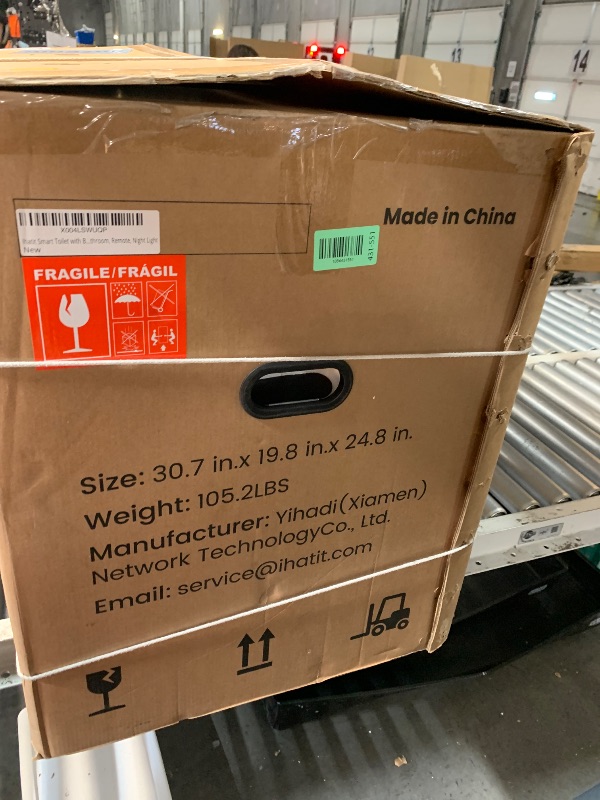 13
14
X004LSWUQP
Smart Toilet with B...throom, Remote, Night Light
New
Made in China
431-551
FRAGILE/FRÁGIL
Size: 30.7 in.x 19.8 in.x 24.8 in.
Weight: 105.2LBS
Manufacturer: Yihadi(Xiamen)
Network TechnologyCo., Ltd.
Email: service@ihatit.com